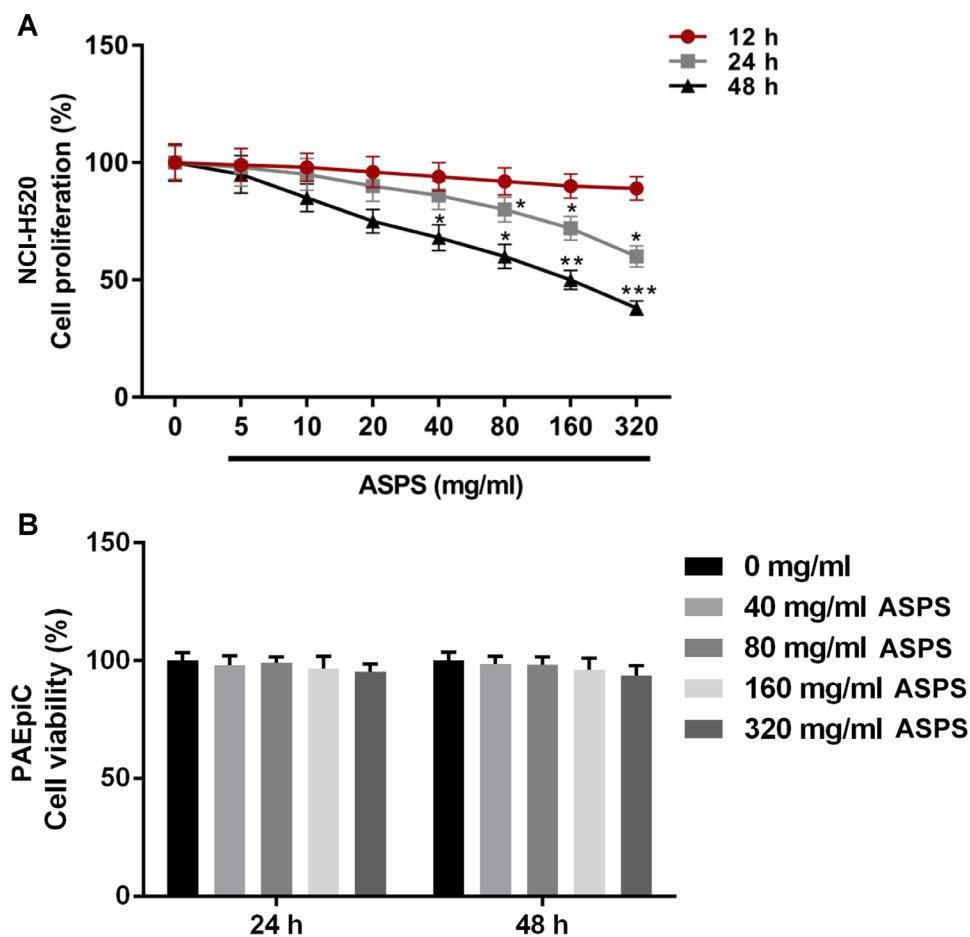 A
150
100
50
0
NCI-H520
Cell proliferation (%)
12 h
24 h
48 h
*
*
*
*
*
**
***
0 5 10 20 40 80 160 320
ASPS (mg/ml)
B
150
100
50
0
PAEpiC
Cell viability (%)
0 mg/ml
40 mg/ml ASPS
80 mg/ml ASPS
160 mg/ml ASPS
320 mg/ml ASPS
24 h 48 h